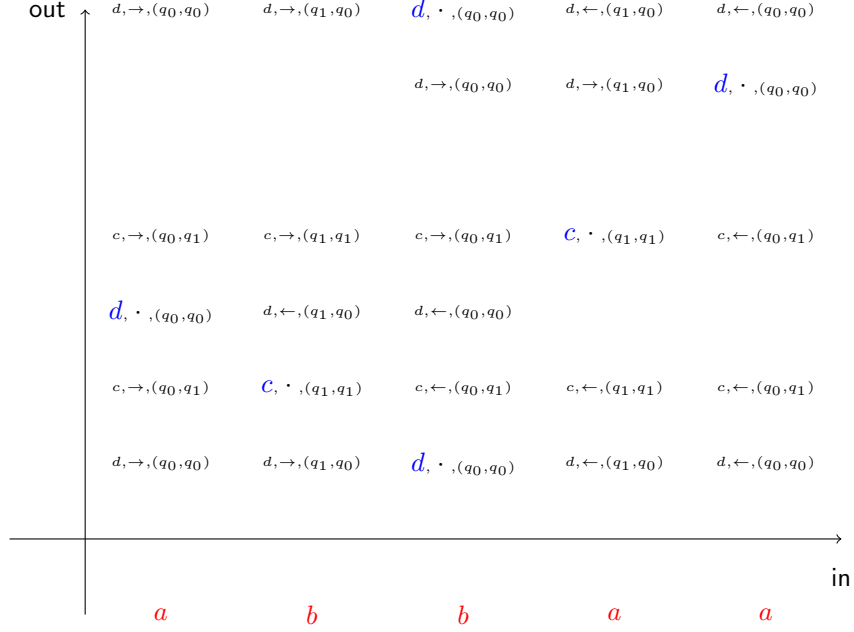 out d,→,(q₀,q₀) d,→,(q₁,q₀) d, · ,(q₀,q₀) d,←,(q₁,q₀) d,←,(q₀,q₀)
d,→,(q₀,q₀) d,→,(q₁,q₀) d, · ,(q₀,q₀)
c,→,(q₀,q₁) c,→,(q₁,q₁) c,→,(q₀,q₁) c, · ,(q₁,q₁) c,←,(q₀,q₁)
d, · ,(q₀,q₀) d,←,(q₁,q₀) d,←,(q₀,q₀)
c,→,(q₀,q₁) c, · ,(q₁,q₁) c,←,(q₀,q₁) c,←,(q₁,q₁) c,←,(q₀,q₁)
d,→,(q₀,q₀) d,→,(q₁,q₀) d, · ,(q₀,q₀) d,←,(q₁,q₀) d,←,(q₀,q₀)
in
a b b a a